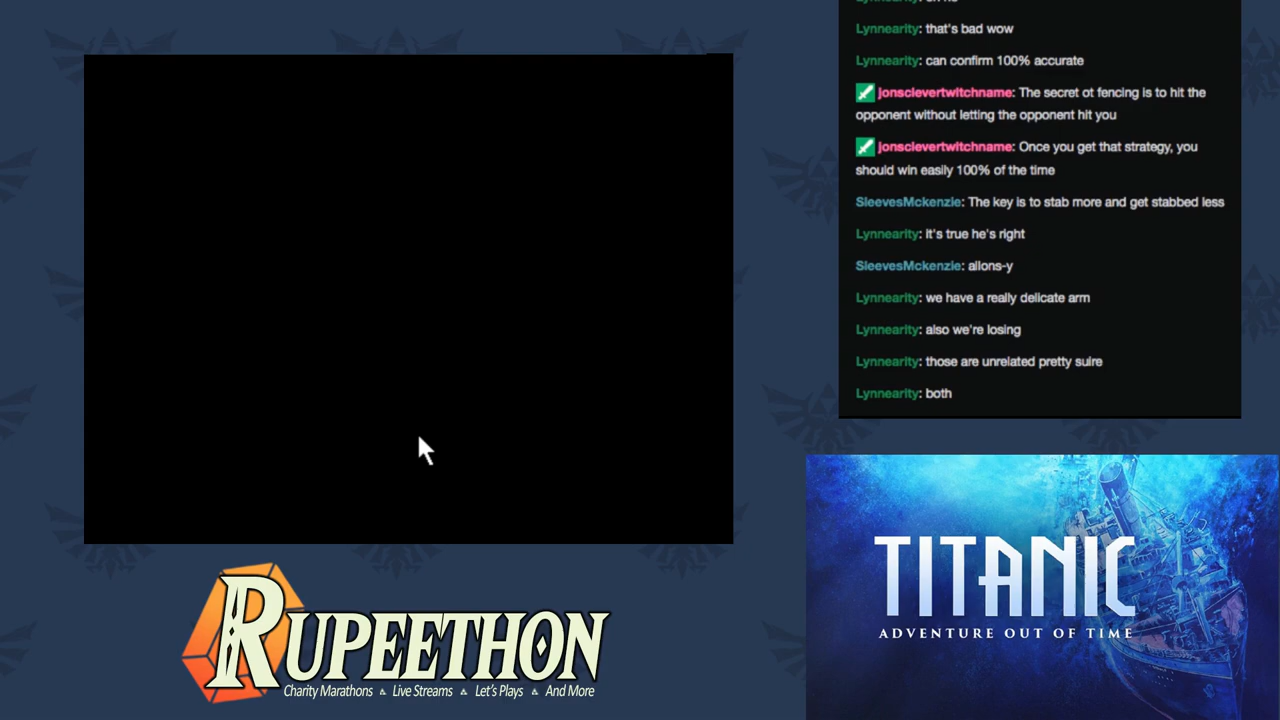 Lynnearity: that's bad wow
Lynnearity: can confirm 100% accurate
jonsclevertwitchname: The secret ot fencing is to hit the
opponent without letting the opponent hit you
jonsclevertwitchname: Once you get that strategy, you
should win easily 100% of the time
SleevesMckenzie: The key is to stab more and get stabbed less
Lynnearity: it's true he's right
SleevesMckenzie: allons-y
Lynnearity: we have a really delicate arm
Lynnearity: also we're losing
Lynnearity: those are unrelated pretty suire
Lynnearity: both
RUPEETHON
Charity Marathons Live Streams Let's Plays And More
TITANIC
ADVENTURE OUT OF TIME